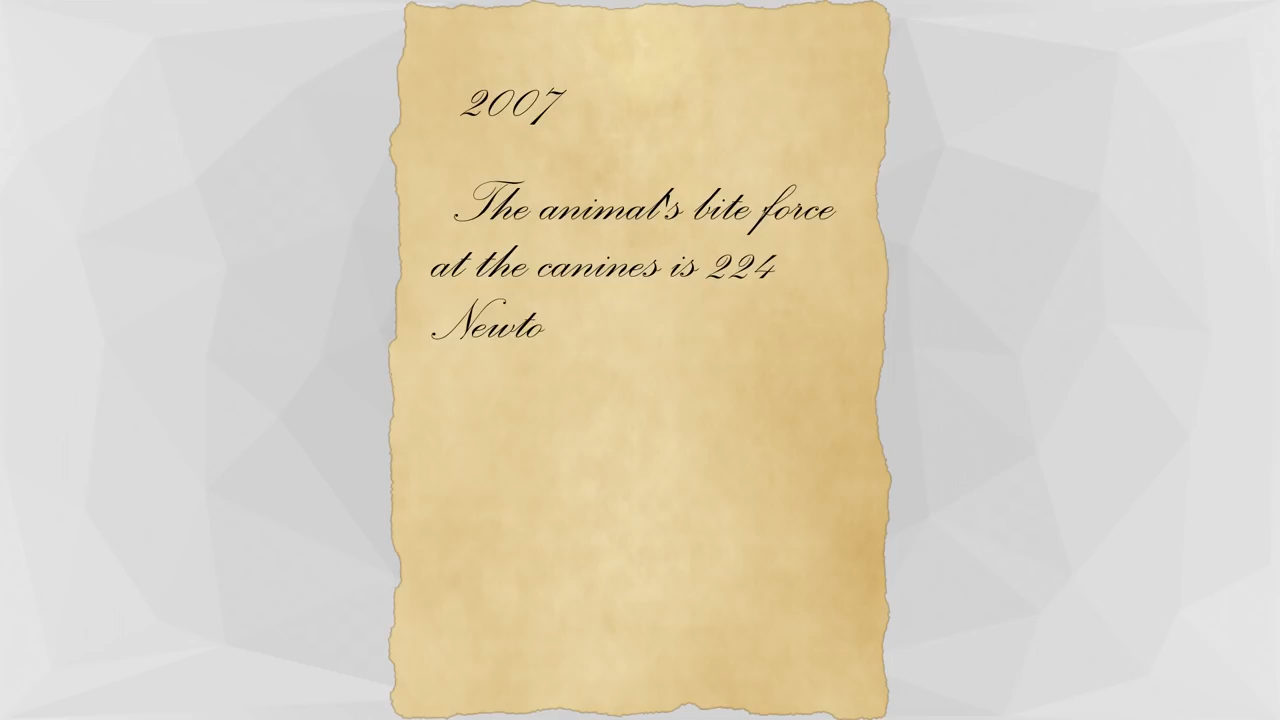 2007
The animal's bite force
at the canines is 224
Newto